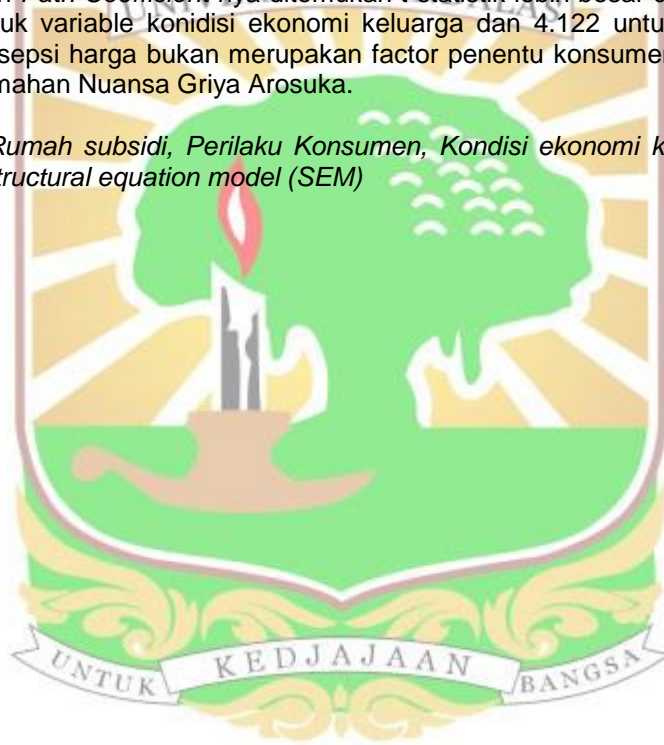 Path Coefficient nya ditemukan t statistik lebih besar
uk variable konidisi ekonomi keluarga dan 4.122 untu
sepsi harga bukan merupakan factor penentu konsumen
mahan Nuansa Griya Arosuka.
Rumah subsidi, Perilaku Konsumen, Kondisi ekonomi k
tructural equation model (SEM)
UNTUK KEDJAJAAN BANGSA